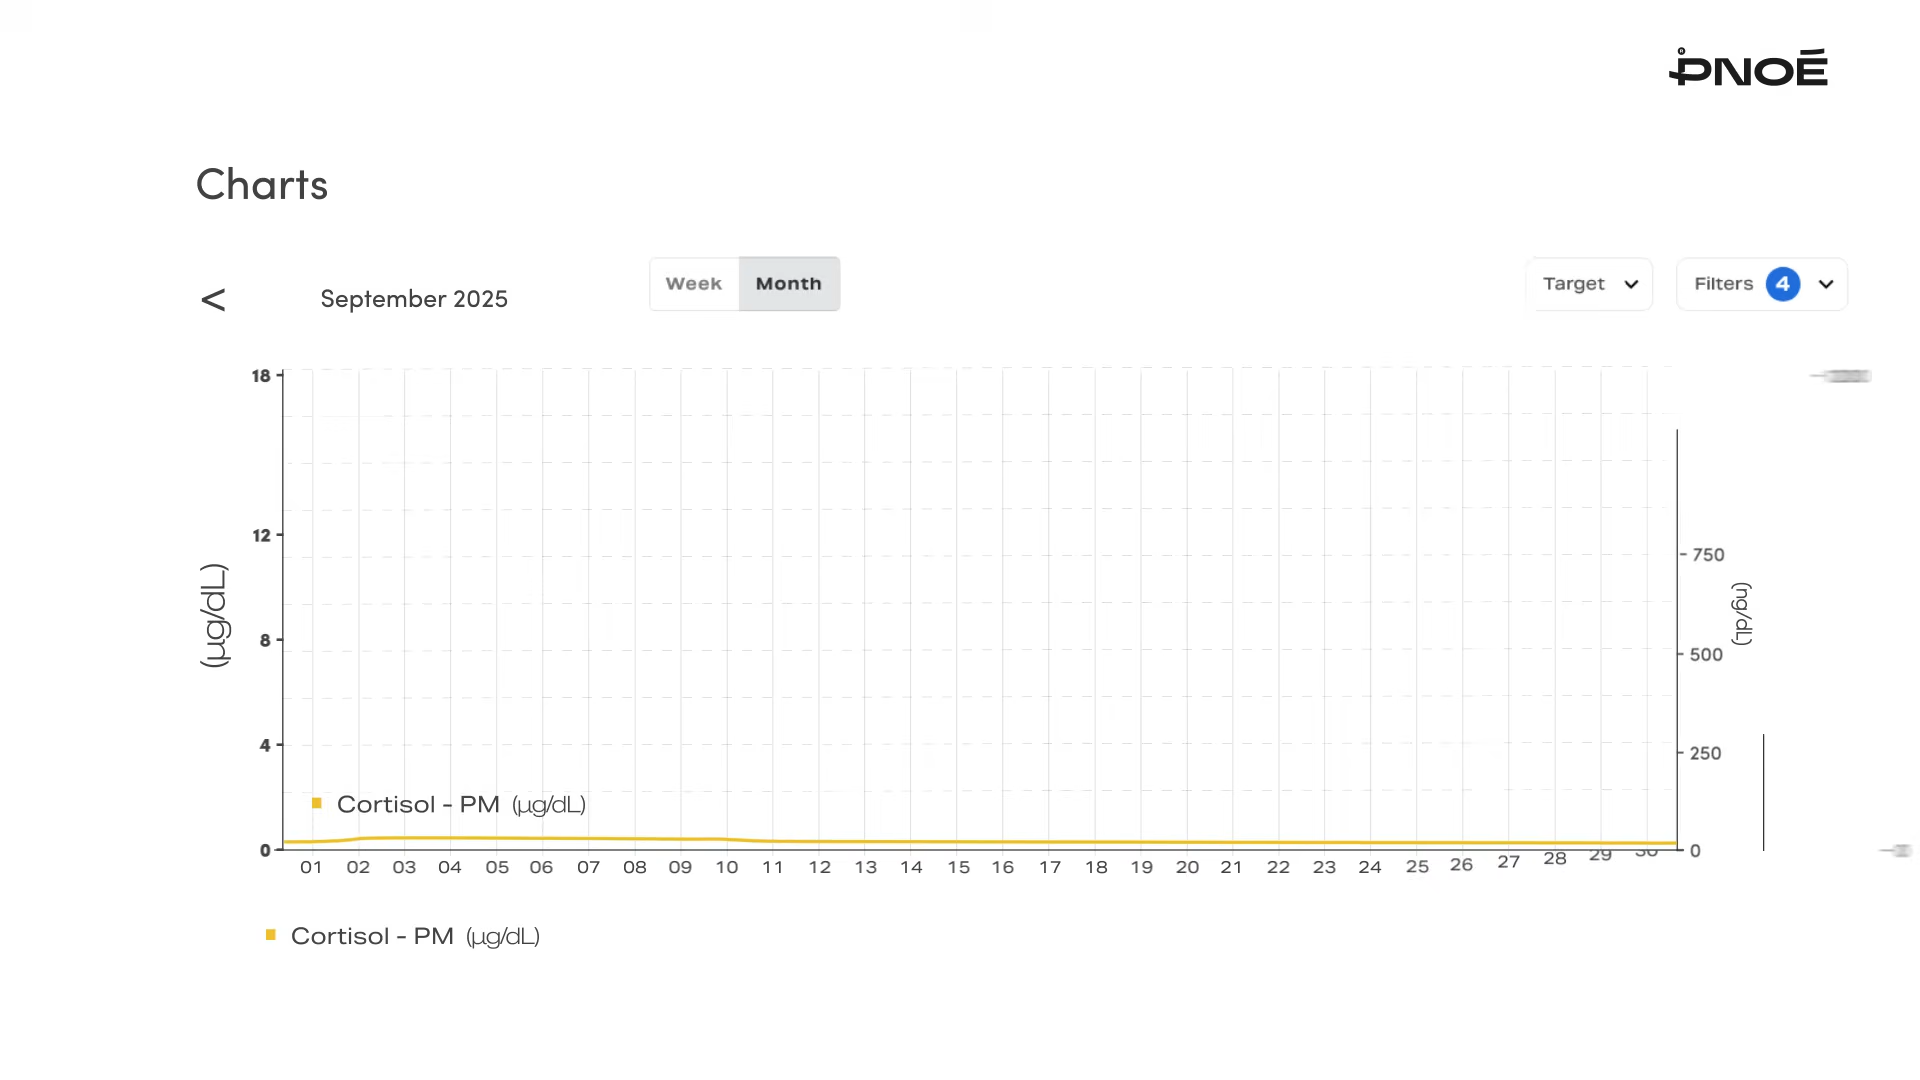 PNOĒ
Charts
< September 2025
Week Month
Target
Filters 4
18
12
8
4
0
(µg/dL)
750
500
250
0
(ng/dL)
Cortisol - PM (µg/dL)
01 02 03 04 05 06 07 08 09 10 11 12 13 14 15 16 17 18 19 20 21 22 23 24 25 26 27 28 29 30
Cortisol - PM (µg/dL)